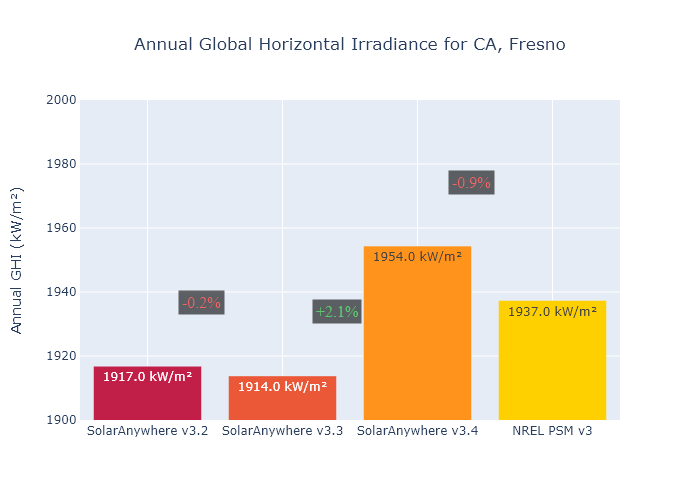 Annual Global Horizontal Irradiance for CA, Fresno
Annual GHI (kW/m²)
2000
1980
1960
1940
1920
1900
-0.9%
-0.2%
+2.1%
1917.0 kW/m²
1914.0 kW/m²
1954.0 kW/m²
1937.0 kW/m²
SolarAnywhere v3.2
SolarAnywhere v3.3
SolarAnywhere v3.4
NREL PSM v3